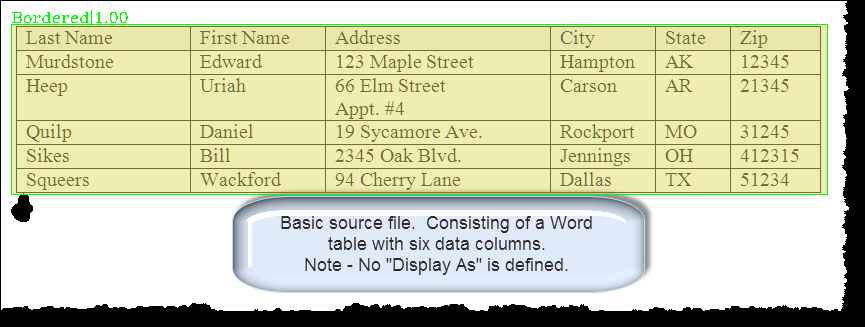 Bordered|1.00
Last Name First Name Address City State Zip
Murdstone Edward 123 Maple Street Hampton AK 12345
Heep Uriah 66 Elm Street Carson AR 21345
Appt. #4
Quilp Daniel 19 Sycamore Ave. Rockport MO 31245
Sikes Bill 2345 Oak Blvd. Jennings OH 412315
Squeers Wackford 94 Cherry Lane Dallas TX 51234
Basic source file. Consisting of a Word
table with six data columns.
Note - No "Display As" is defined.